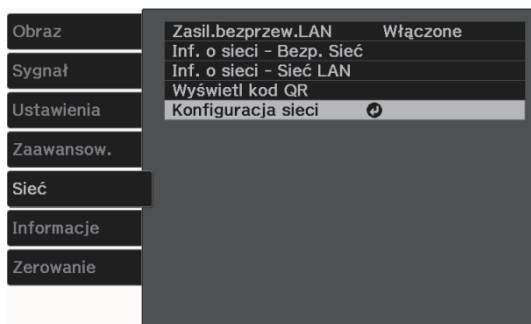 Obraz
Sygnał
Ustawienia
Zaawansow.
Sieć
Informacje
Zerowanie
Zasil.bezprzew.LAN Włączone
Inf. o sieci - Bezp. Sieć
Inf. o sieci - Sieć LAN
Wyświetl kod QR
Konfiguracja sieci